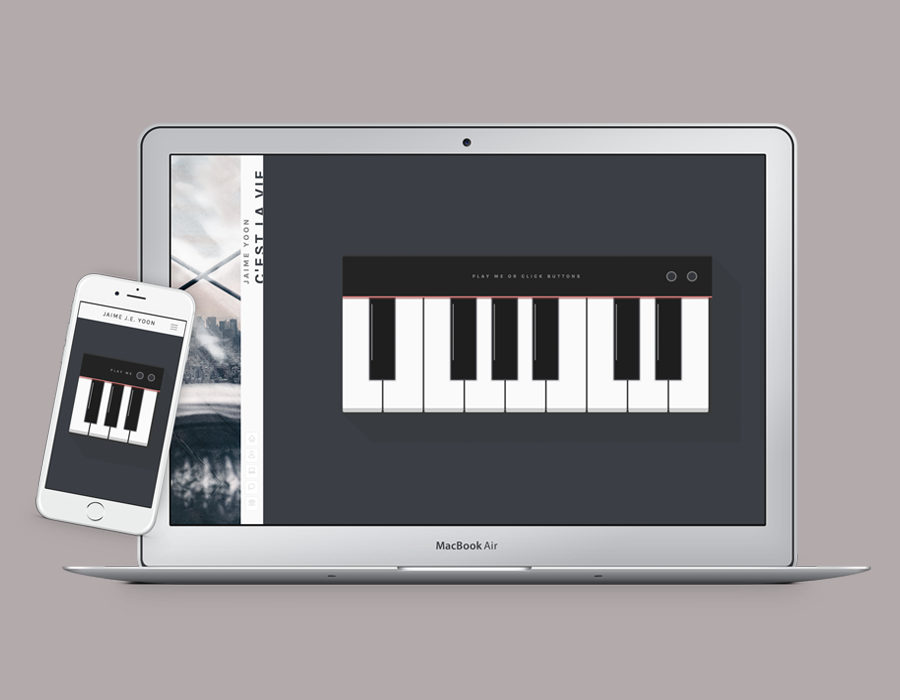 JAIME YOON
C'EST LA VIE
PLAY ME OR CLICK BUTTONS
JAIME J.E. YOON
PLAY ME
MacBook Air